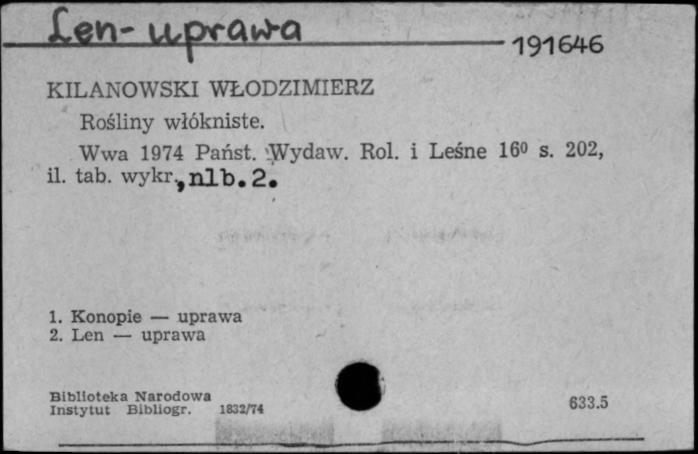 Len-uprawa
191646
KILANOWSKI WŁODZIMIERZ
Rośliny włókniste.
Wwa 1974 Państ. Wydaw. Rol. i Leśne 16⁰ s. 202,
il. tab. wykr., nlb. 2.
1. Konopie — uprawa
2. Len — uprawa
Biblioteka Narodowa
Instytut Bibliogr. 1832/74
633.5